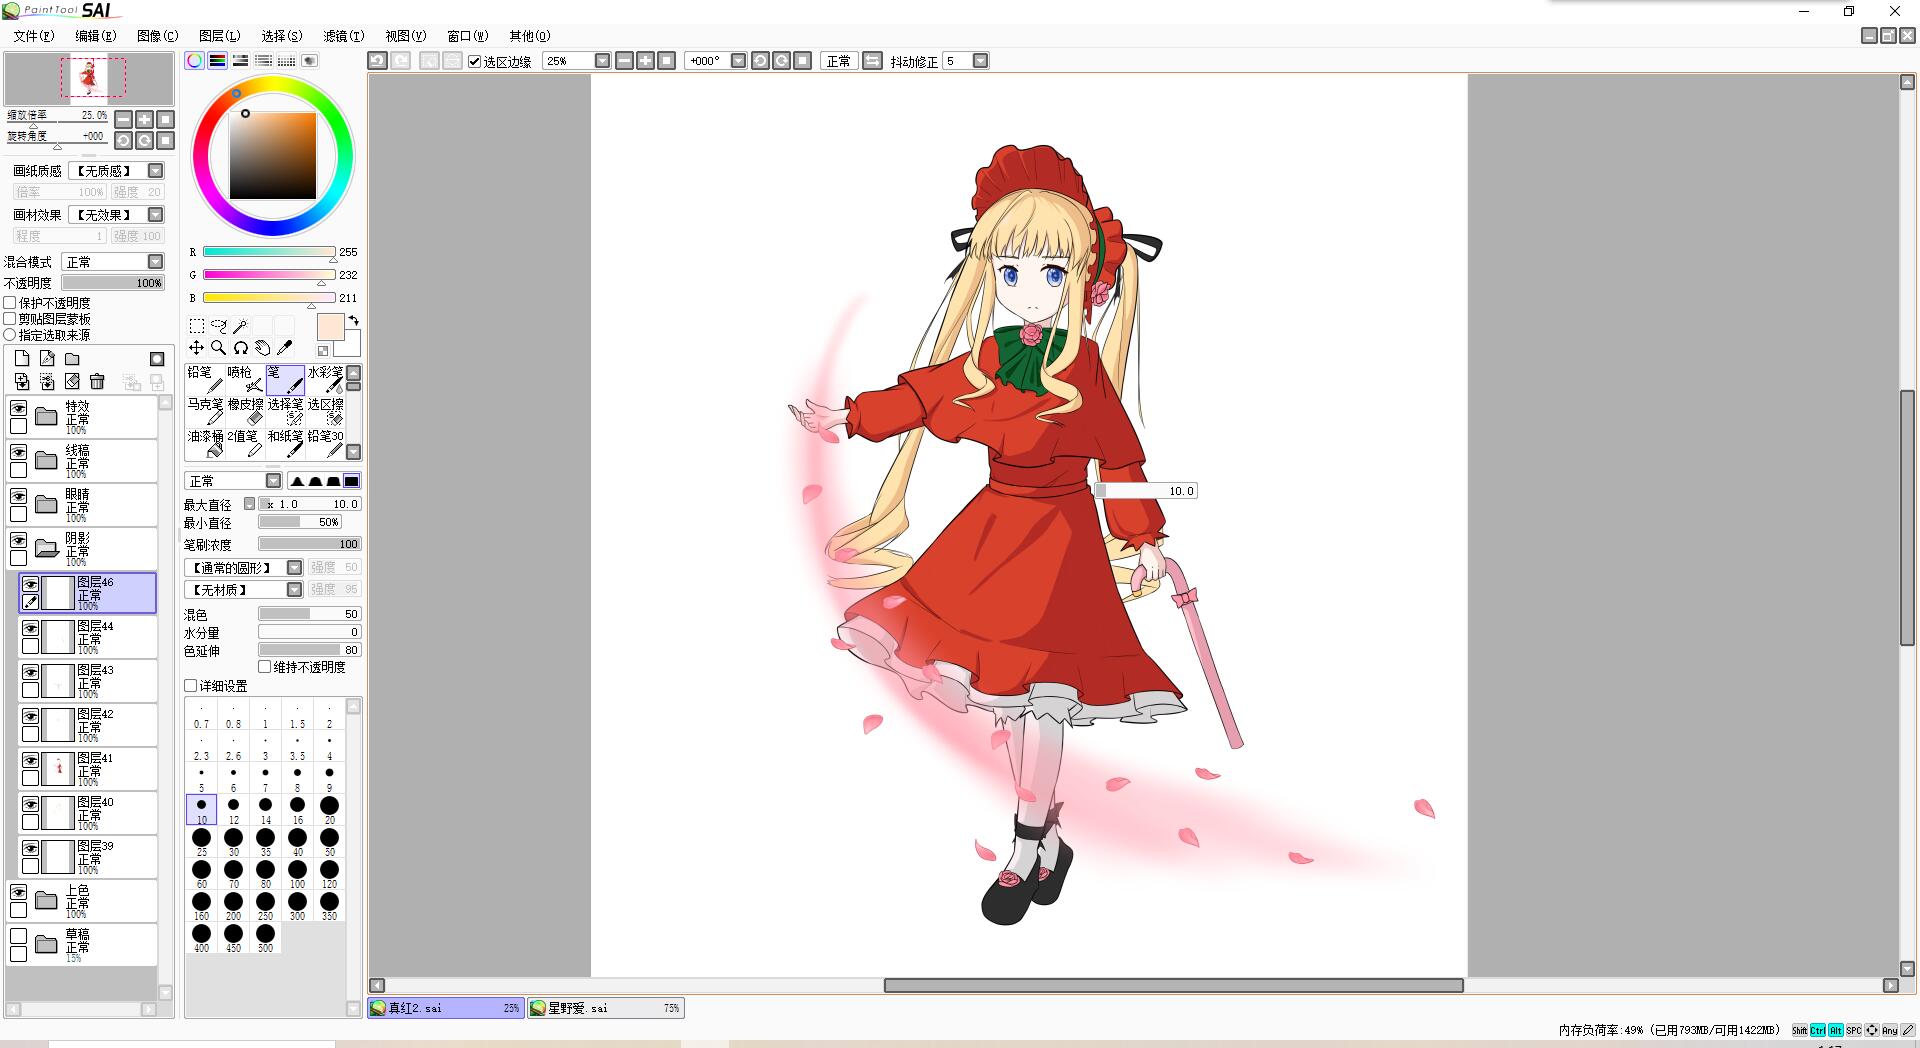 PaintTool SAI
文件(F) 编辑(E) 图像(C) 图层(L) 选择(S) 滤镜(T) 视图(V) 窗口(W) 其他(O)
选区边缘 25% +000° 正常 抖动修正 5
缩放倍率 25.0%
旋转角度 +000
画纸质感 【无质感】
倍率 100% 强度 20
画材效果 【无效果】
程度 1 强度 100
混合模式 正常
不透明度 100%
保护不透明度
剪贴图层蒙板
指定选取来源
特效
正常
100%
线稿
正常
100%
眼睛
正常
100%
阴影
正常
100%
图层46
正常
100%
图层44
正常
100%
图层43
正常
100%
图层42
正常
100%
图层41
正常
100%
图层40
正常
100%
图层39
正常
100%
上色
正常
100%
草稿
正常
15%
R 255
G 232
B 211
铅笔 喷枪 笔 水彩笔
马克笔 橡皮擦 选择笔 选区擦
油漆桶 2值笔 和纸笔 铅笔30
正常
最大直径 x 1.0 10.0
最小直径 50%
笔刷浓度 100
【通常的圆形】 强度 50
【无材质】 强度 95
混色 50
水分量 0
色延伸 80
维持不透明度
详细设置
0.7 0.8 1 1.5 2
2.3 2.6 3 3.5 4
5 6 7 8 9
10 12 14 16 20
25 30 35 40 50
60 70 80 100 120
160 200 250 300 350
400 450 500
10.0
真红2.sai 25% 星野爱.sai 75%
内存负荷率:49% (已用793MB/可用1422MB) Shift Ctrl Alt SPC Any